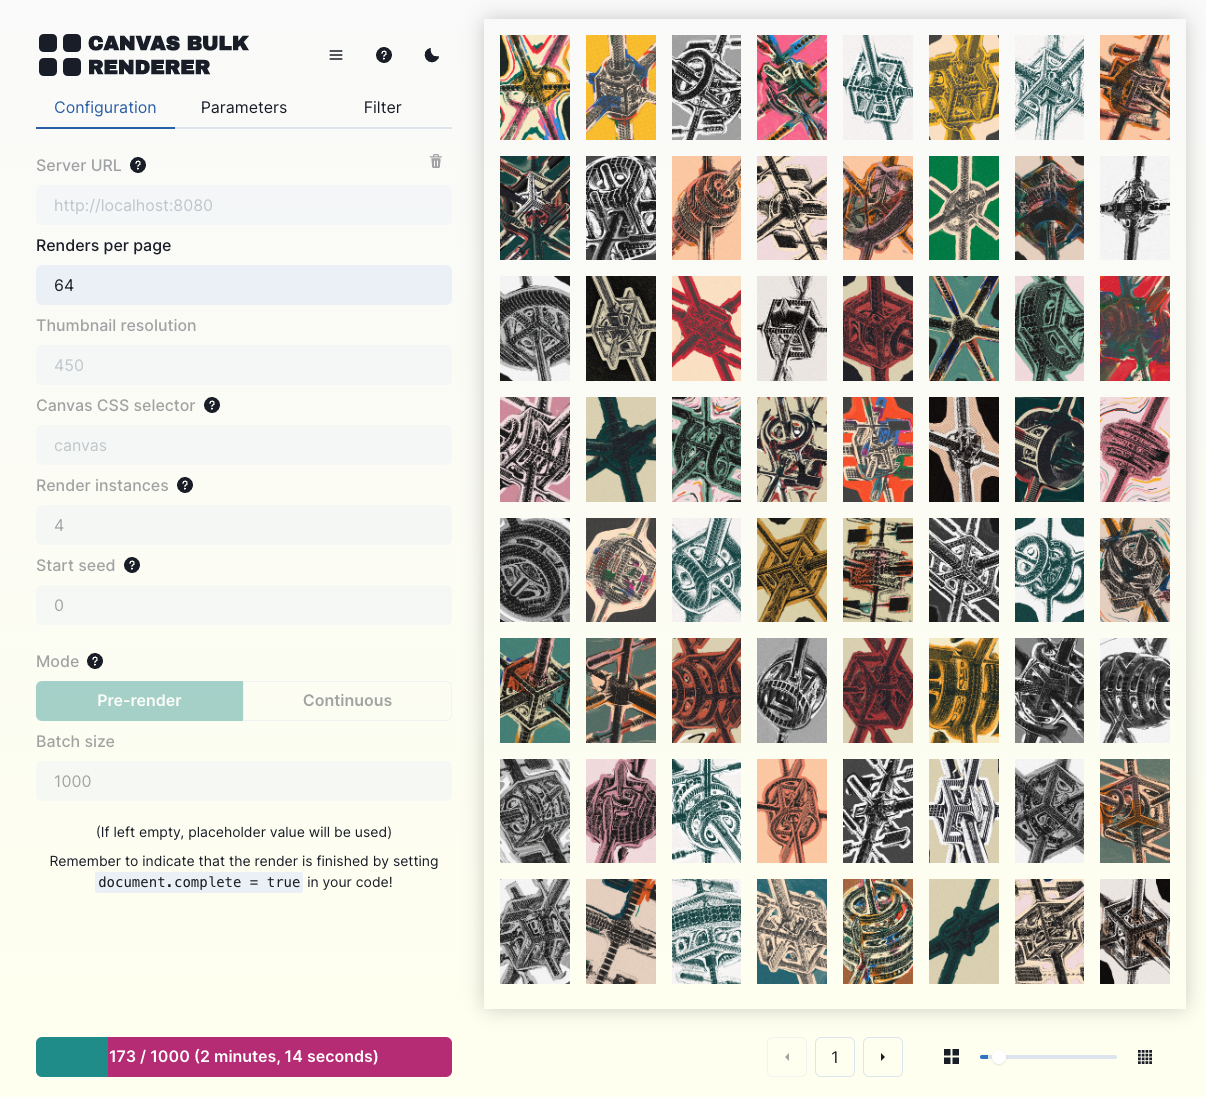 CANVAS BULK
RENDERER
Configuration
Parameters
Filter
Server URL
http://localhost:8080
Renders per page
64
Thumbnail resolution
450
Canvas CSS selector
canvas
Render instances
4
Start seed
0
Mode
Pre-render
Continuous
Batch size
1000
(If left empty, placeholder value will be used)
Remember to indicate that the render is finished by setting
document.complete = true in your code!
173 / 1000 (2 minutes, 14 seconds)
1